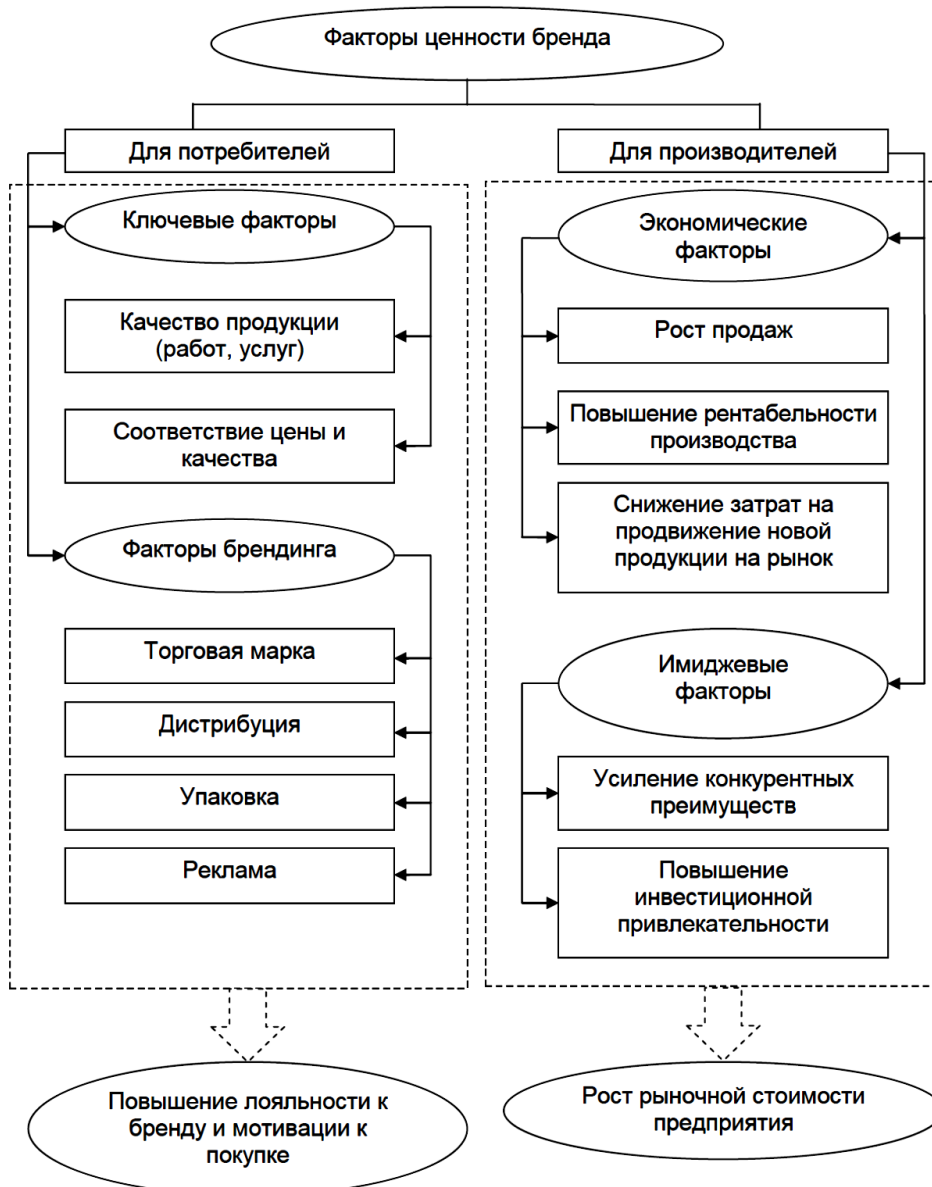 Факторы ценности бренда
Для потребителей
Ключевые факторы
Качество продукции
(работ, услуг)
Соответствие цены и
качества
Факторы брендинга
Торговая марка
Дистрибуция
Упаковка
Реклама
Повышение лояльности к
бренду и мотивации к
покупке
Для производителей
Экономические
факторы
Рост продаж
Повышение рентабельности
производства
Снижение затрат на
продвижение новой
продукции на рынок
Имиджевые
факторы
Усиление конкурентных
преимуществ
Повышение
инвестиционной
привлекательности
Рост рыночной стоимости
предприятия